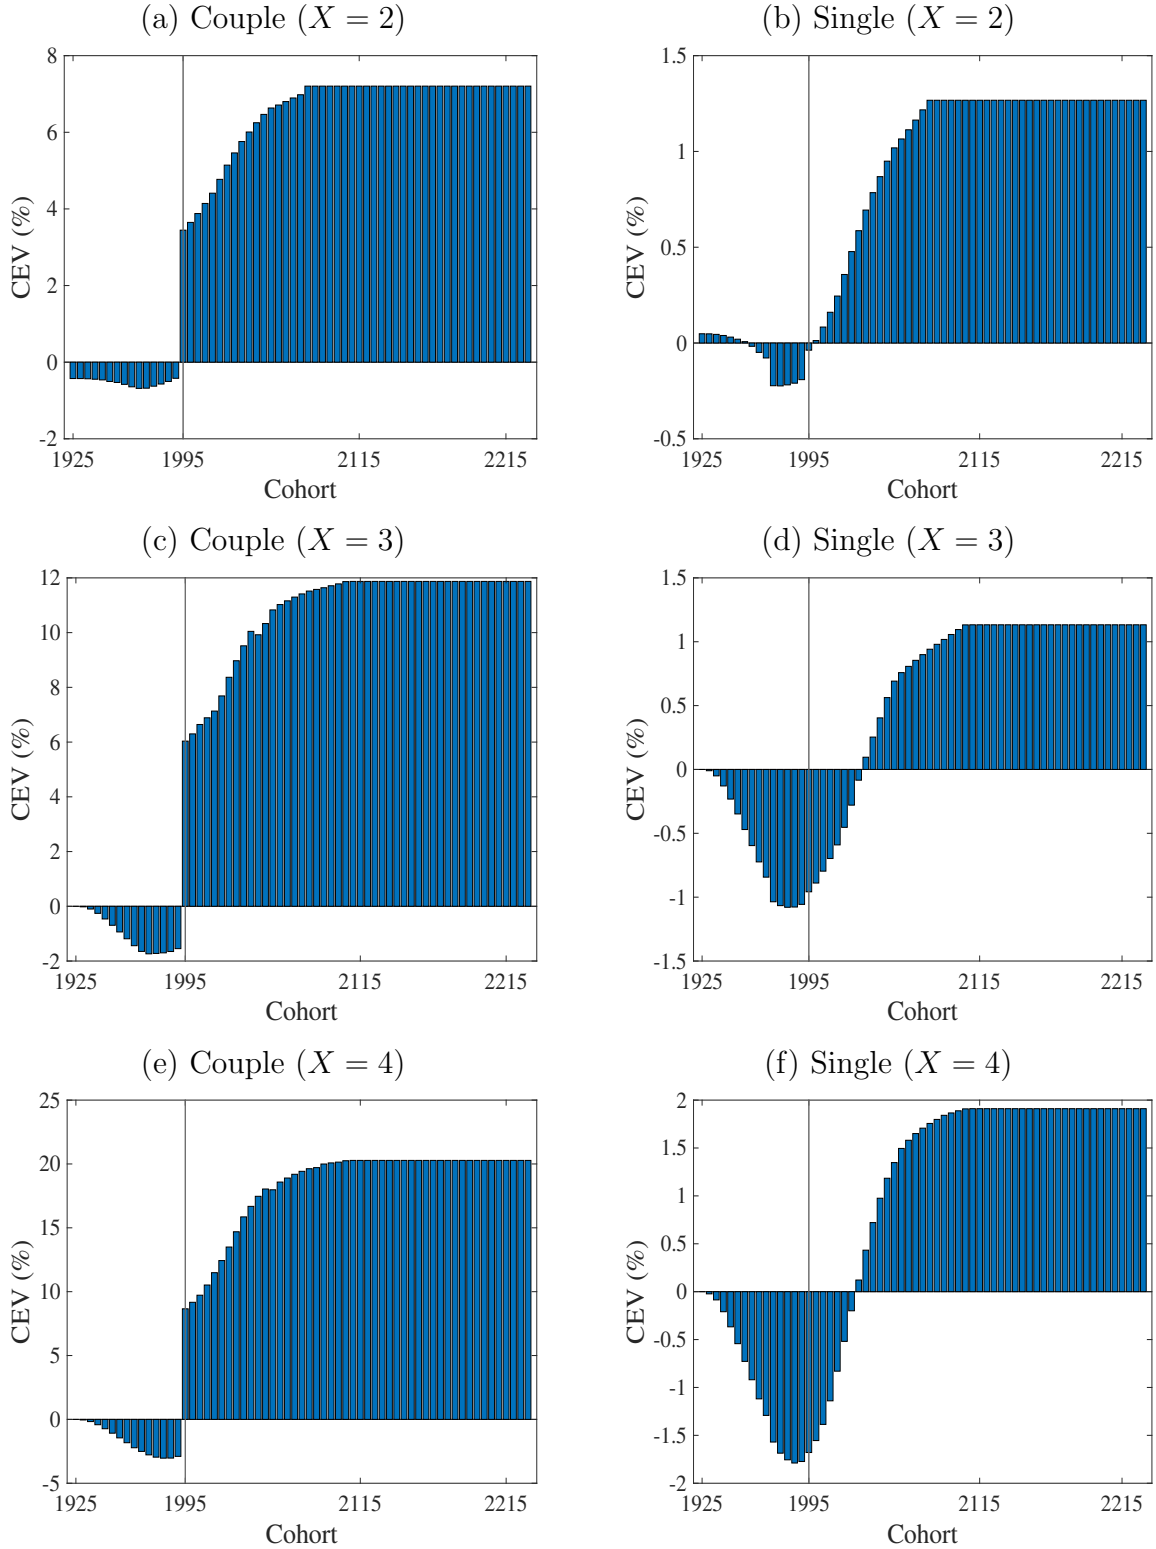 (a) Couple (X = 2)
8
6
4
2
0
-2
CEV (%)
1925 1995 2115 2215
Cohort
(b) Single (X = 2)
1.5
1
0.5
0
-0.5
CEV (%)
1925 1995 2115 2215
Cohort
(c) Couple (X = 3)
12
10
8
6
4
2
0
-2
CEV (%)
1925 1995 2115 2215
Cohort
(d) Single (X = 3)
1.5
1
0.5
0
-0.5
-1
-1.5
CEV (%)
1925 1995 2115 2215
Cohort
(e) Couple (X = 4)
25
20
15
10
5
0
-5
CEV (%)
1925 1995 2115 2215
Cohort
(f) Single (X = 4)
2
1.5
1
0.5
0
-0.5
-1
-1.5
-2
CEV (%)
1925 1995 2115 2215
Cohort